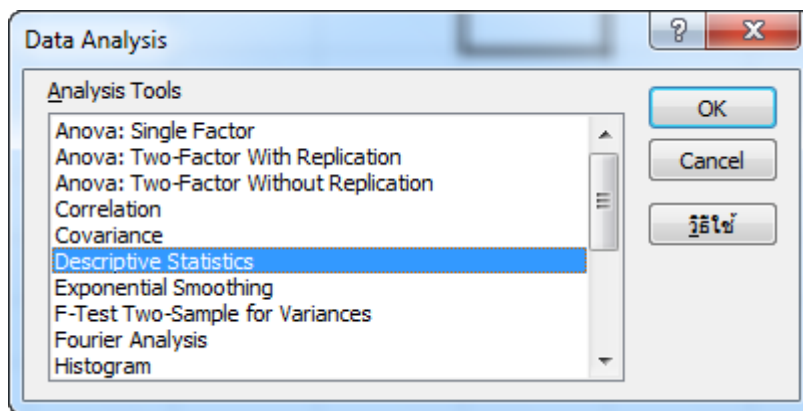 Data Analysis
Analysis Tools
Anova: Single Factor
Anova: Two-Factor With Replication
Anova: Two-Factor Without Replication
Correlation
Covariance
Descriptive Statistics
Exponential Smoothing
F-Test Two-Sample for Variances
Fourier Analysis
Histogram
OK
Cancel
วิธีใช้